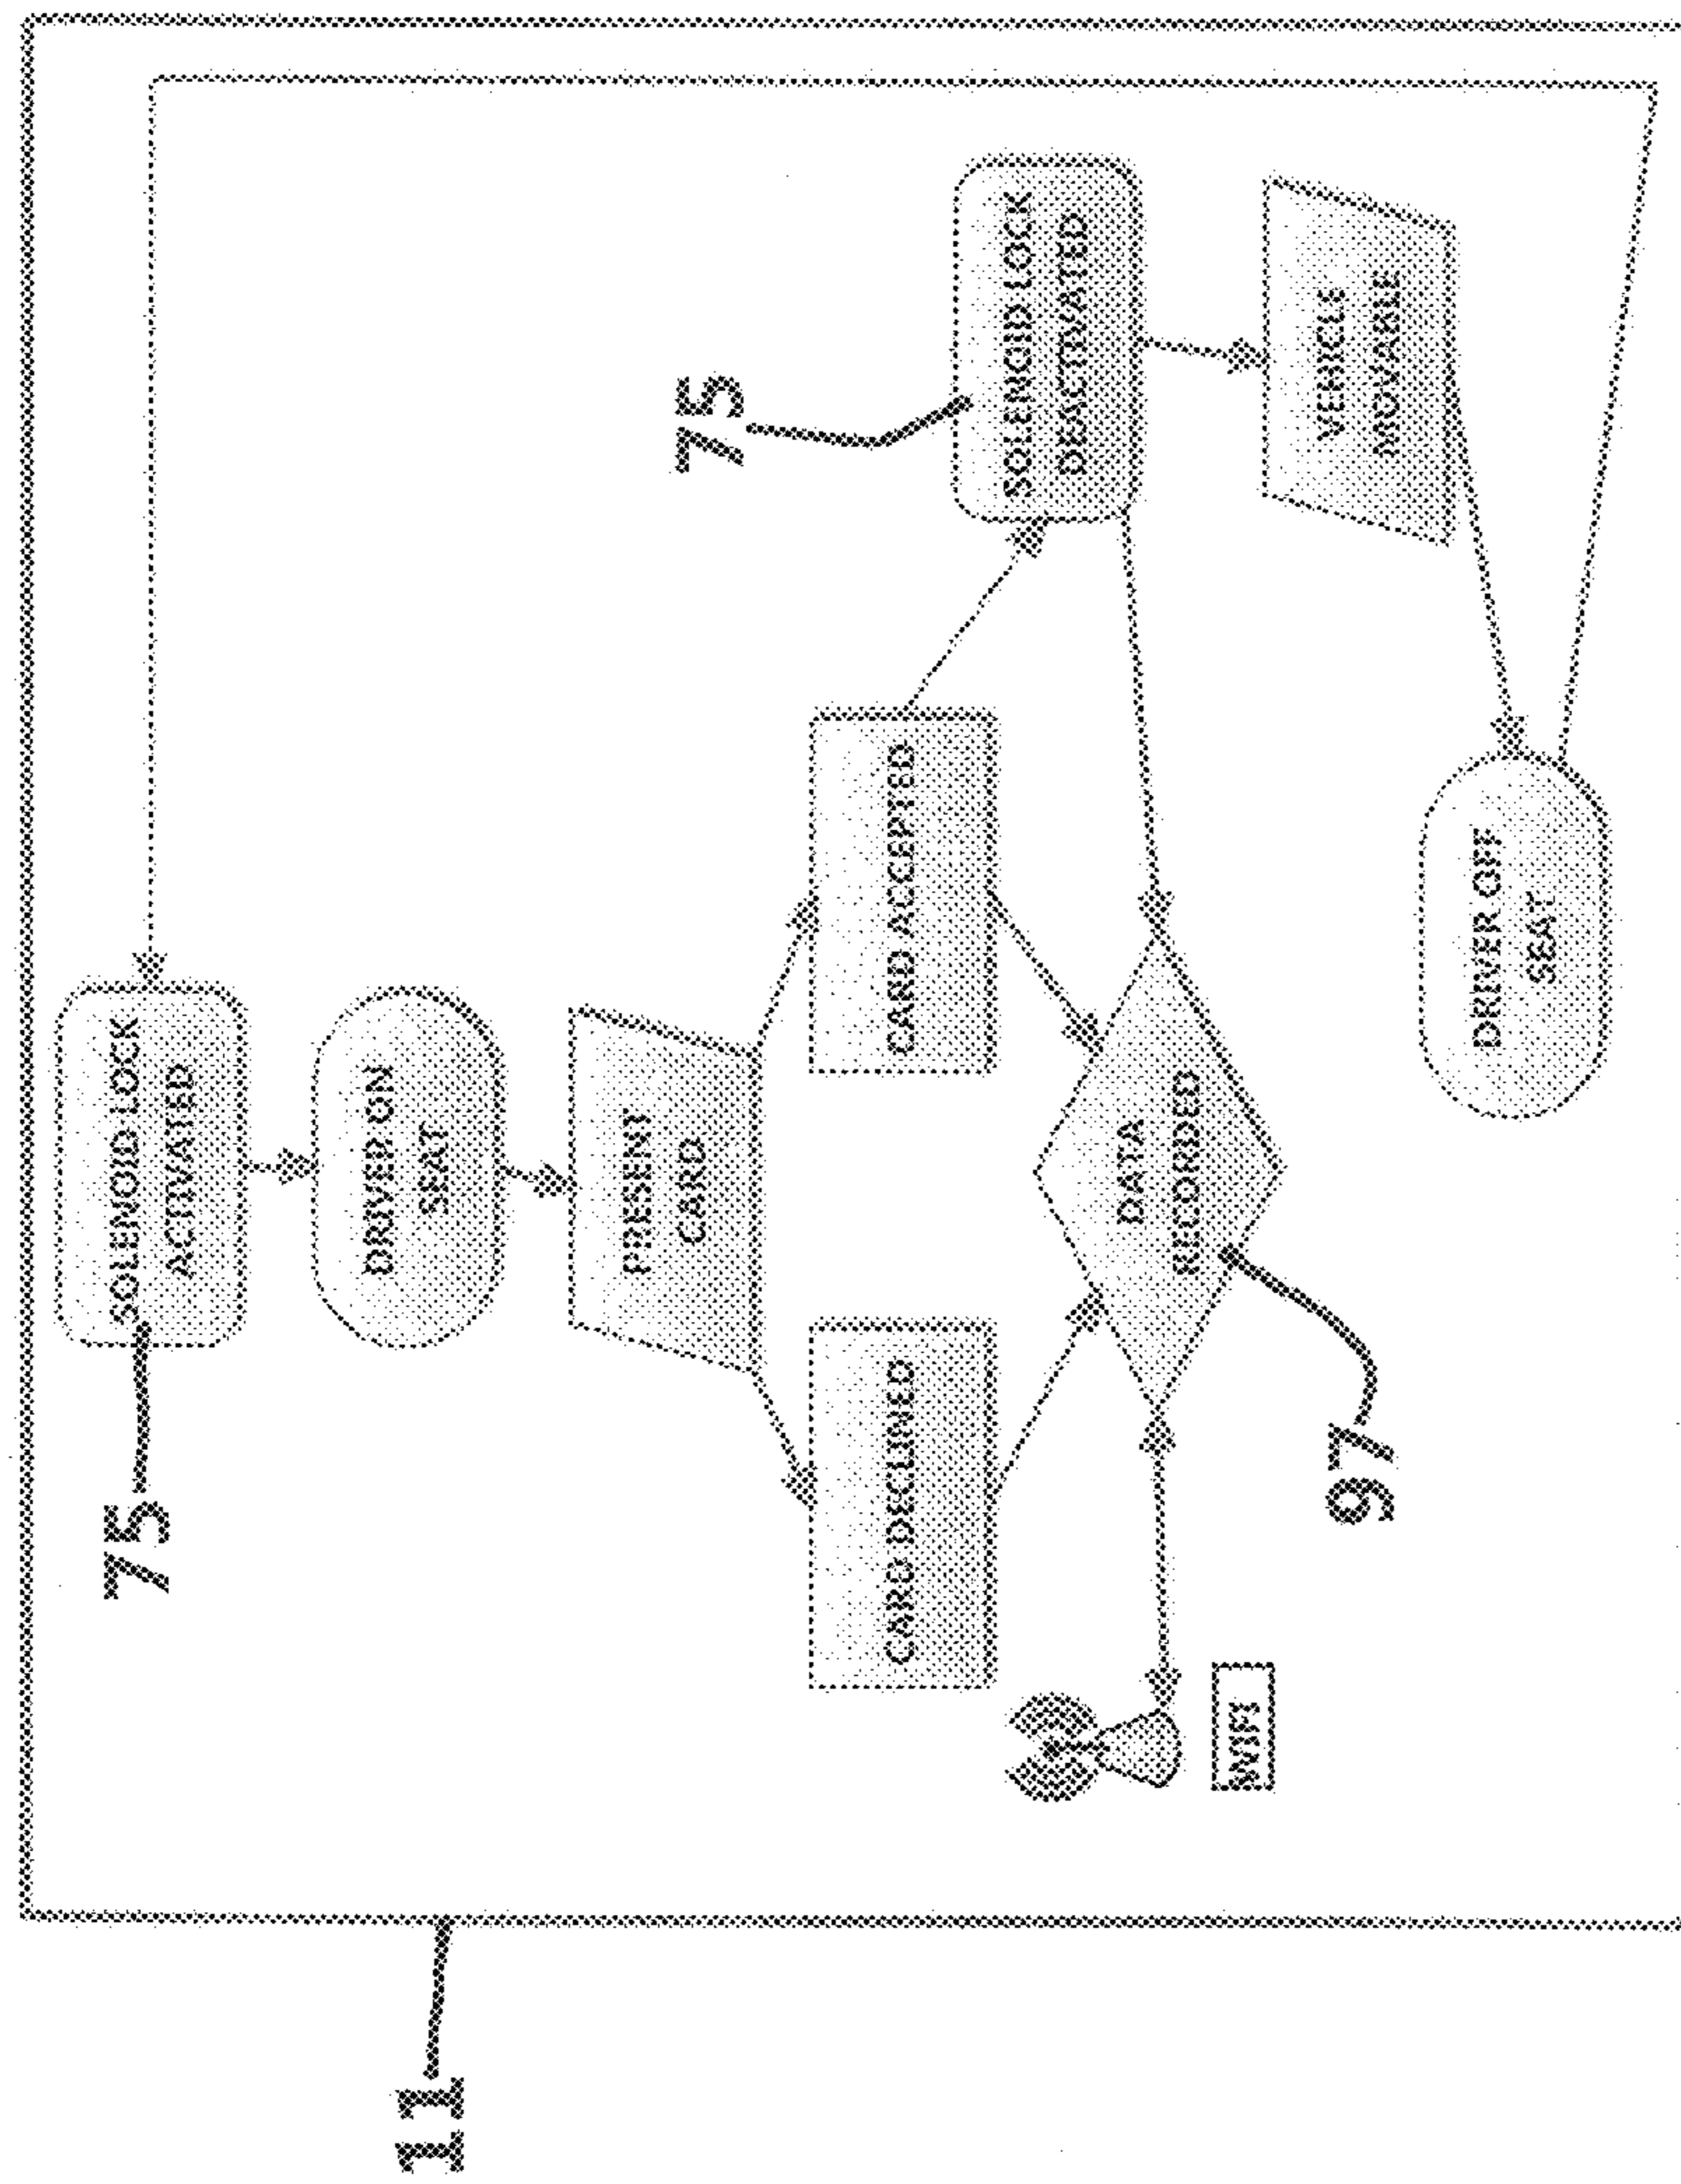 11
75
SOLENOID LOCK
ACTIVATED
DRIVER ON
SEAT
PRESENT
CARD
75
CARD DECLINED
CARD ACCEPTED
SOLENOID LOCK
DEACTIVATED
DATA
RECORDED
WIFI
97
VEHICLE
MOVABLE
DRIVER OFF
SEAT